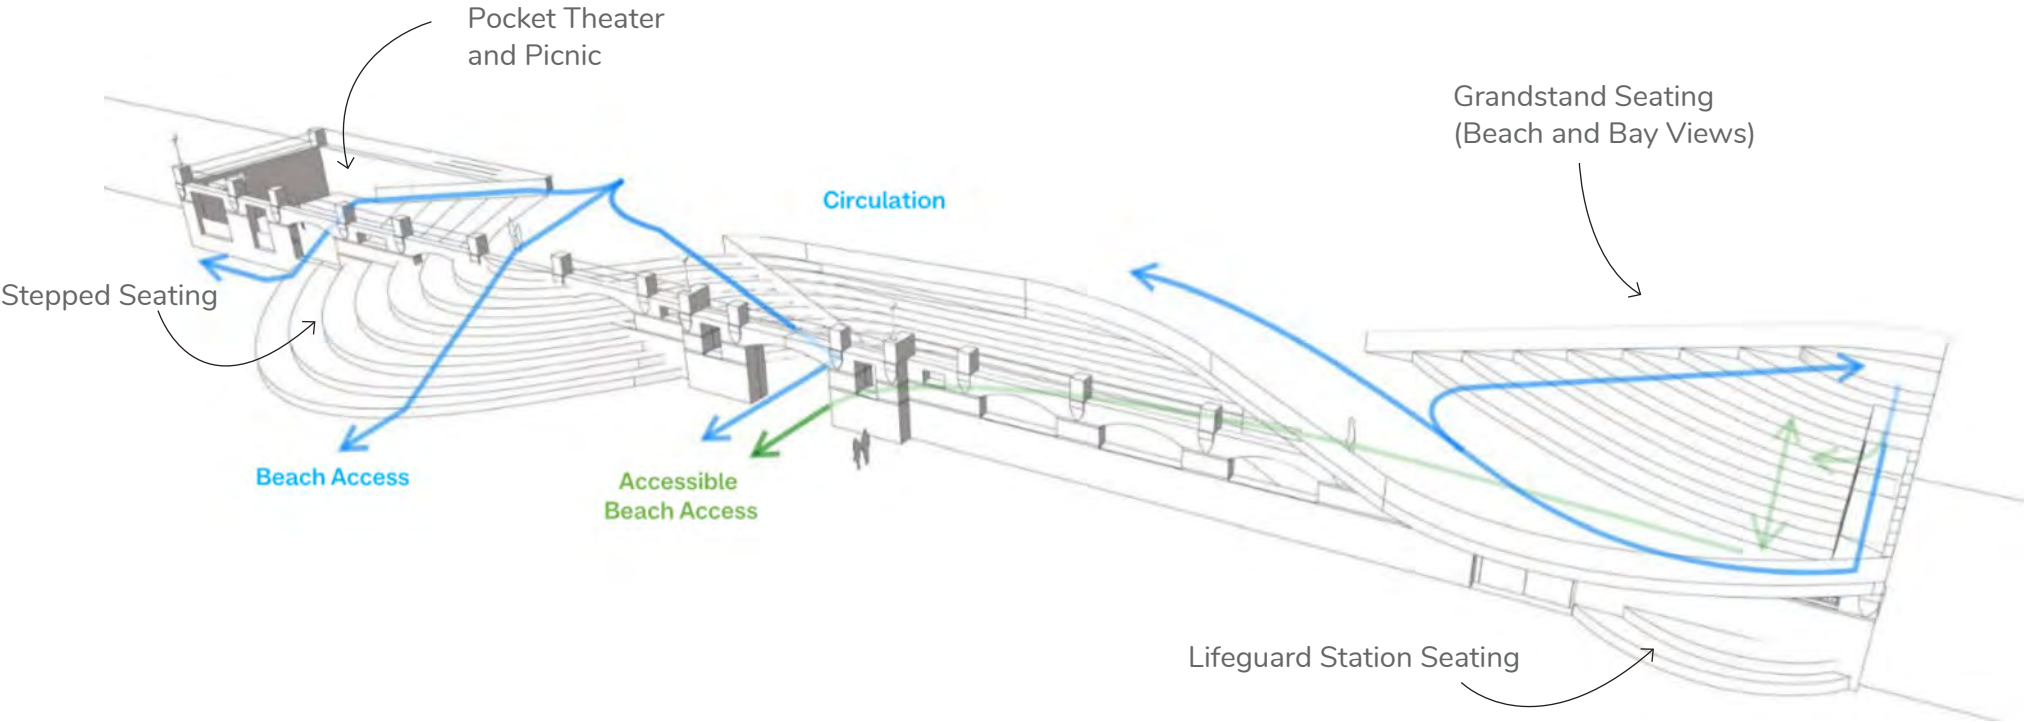 Pocket Theater
and Picnic
Grandstand Seating
(Beach and Bay Views)
Circulation
Stepped Seating
Beach Access
Accessible
Beach Access
Lifeguard Station Seating